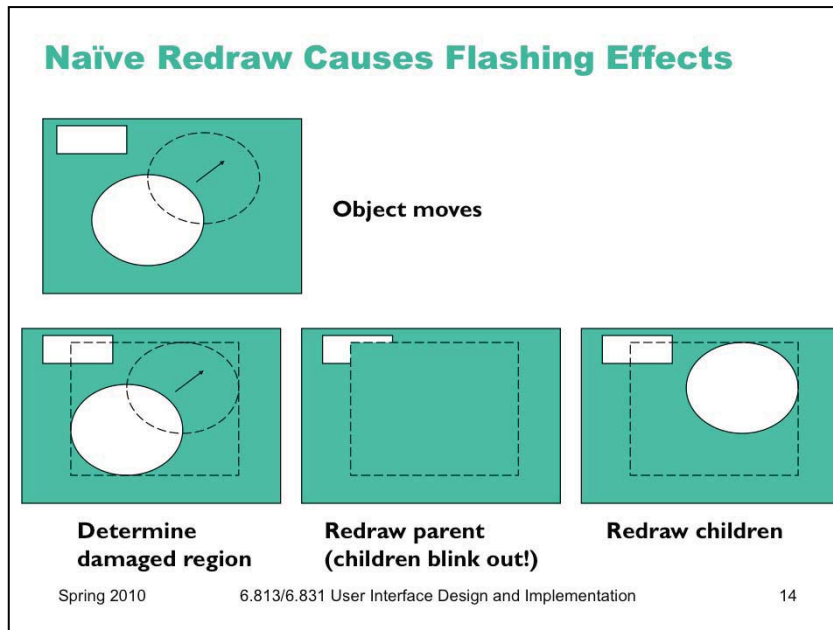 Naïve Redraw Causes Flashing Effects
Object moves
Determine
damaged region
Redraw parent
(children blink out!)
Redraw children
Spring 2010
6.813/6.831 User Interface Design and Implementation
14